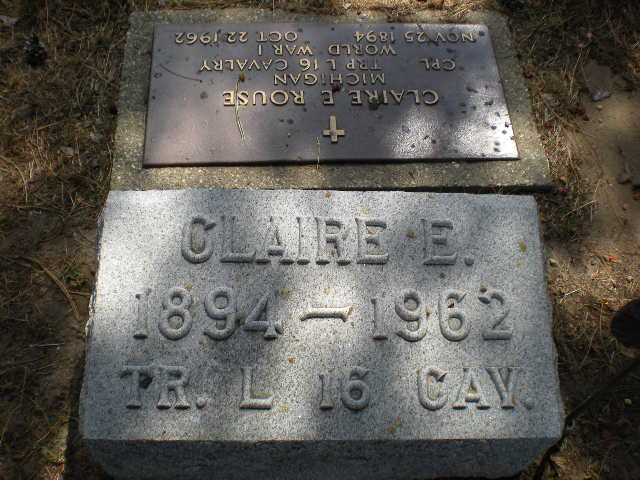 CLAIRE E ROUSE
MICHIGAN
CPL TRP L 16 CAVALRY
WORLD WAR I
NOV 25 1894 OCT 22 1962
CLAIRE E.
1894 — 1962
TR. L 16 CAV.